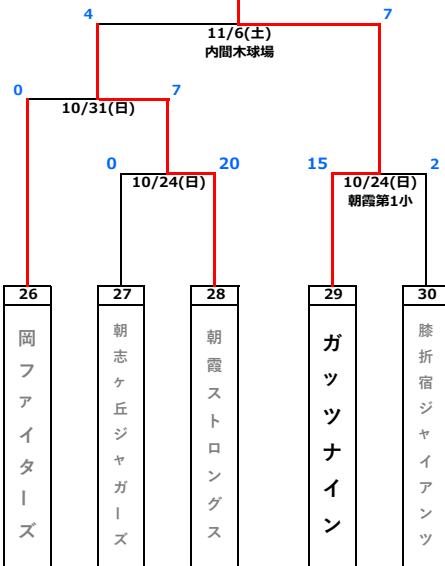 4
7
11/6(土)
内間木球場
0
7
10/31(日)
0
20
10/24(日)
15
2
10/24(日)
朝霞第1小
26
27
28
29
30
岡ファイターズ
朝志ヶ丘ジャガーズ
朝霞ストロングス
ガッツナイン
膝折宿ジャイアンツ